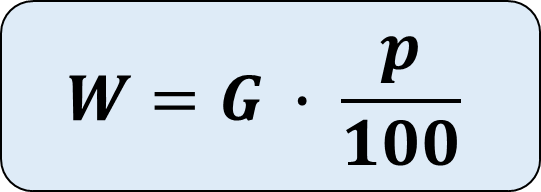 W = G · p/100